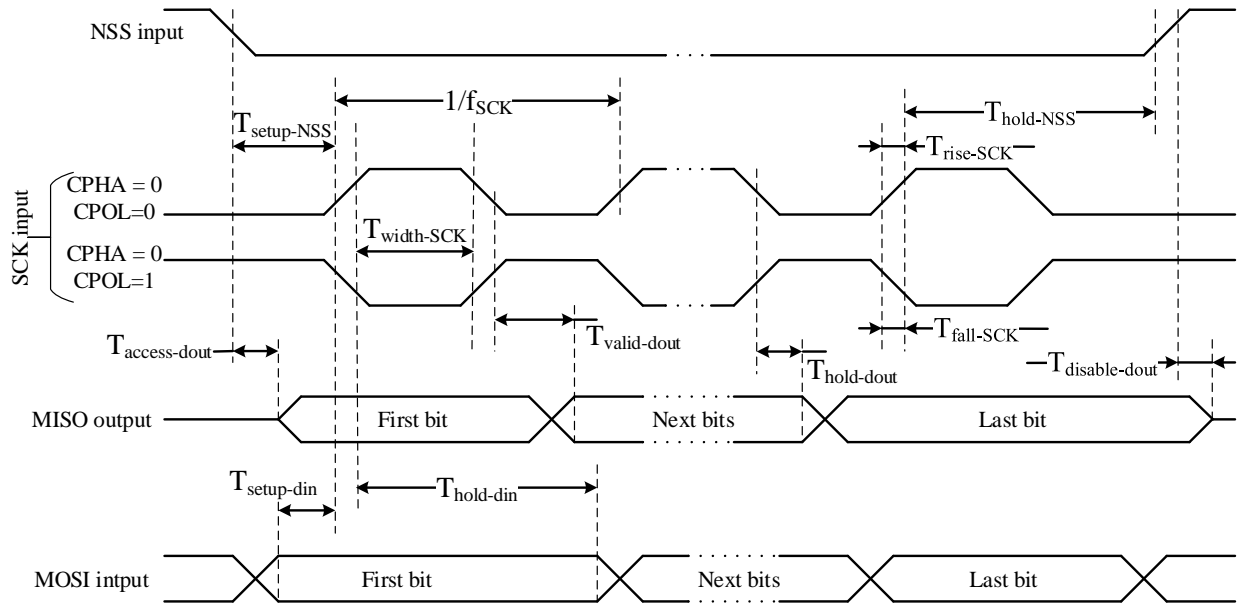 NSS input
1/fSCK
Tsetup-NSS
Thold-NSS
Trise-SCK
SCK input
CPHA = 0
CPOL=0
Twidth-SCK
CPHA = 0
CPOL=1
Tvalid-dout
Tfall-SCK
Taccess-dout
Thold-dout
Tdisable-dout
MISO output
First bit
Next bits
Last bit
Tsetup-din
Thold-din
MOSI intput
First bit
Next bits
Last bit